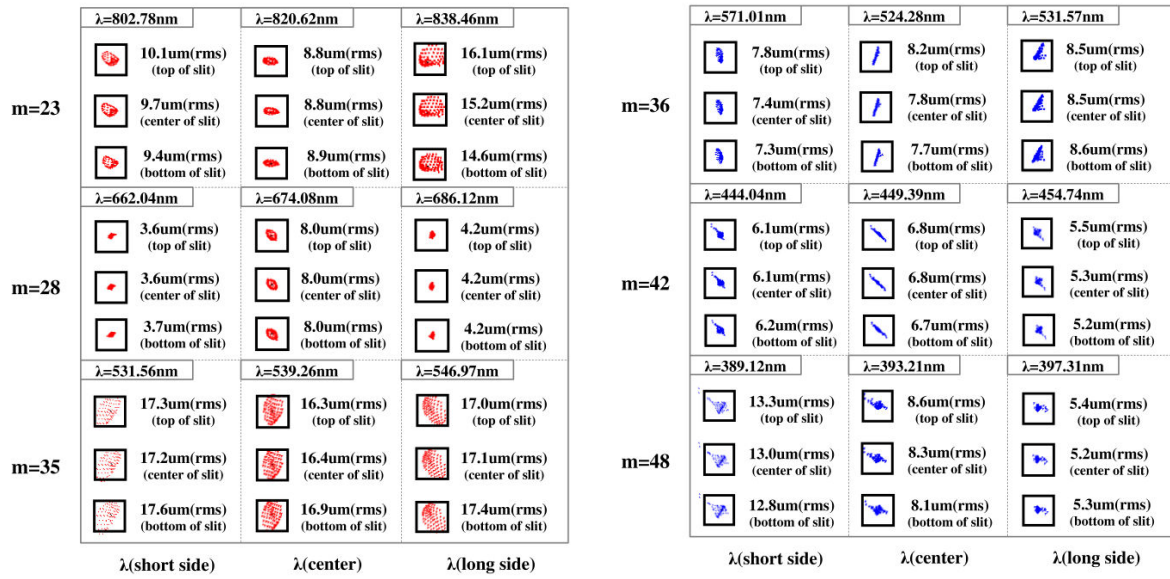 λ=802.78nm λ=820.62nm λ=838.46nm
10.1um(rms) 8.8um(rms) 16.1um(rms)
(top of slit) (top of slit) (top of slit)
m=23
9.7um(rms) 8.8um(rms) 15.2um(rms)
(center of slit) (center of slit) (center of slit)
9.4um(rms) 8.9um(rms) 14.6um(rms)
(bottom of slit) (bottom of slit) (bottom of slit)
λ=662.04nm λ=674.08nm λ=686.12nm
3.6um(rms) 8.0um(rms) 4.2um(rms)
(top of slit) (top of slit) (top of slit)
m=28
3.6um(rms) 8.0um(rms) 4.2um(rms)
(center of slit) (center of slit) (center of slit)
3.7um(rms) 8.0um(rms) 4.2um(rms)
(bottom of slit) (bottom of slit) (bottom of slit)
λ=531.56nm λ=539.26nm λ=546.97nm
17.3um(rms) 16.3um(rms) 17.0um(rms)
(top of slit) (top of slit) (top of slit)
m=35
17.2um(rms) 16.4um(rms) 17.1um(rms)
(center of slit) (center of slit) (center of slit)
17.6um(rms) 16.9um(rms) 17.4um(rms)
(bottom of slit) (bottom of slit) (bottom of slit)
λ(short side) λ(center) λ(long side)
λ=571.01nm λ=524.28nm λ=531.57nm
7.8um(rms) 8.2um(rms) 8.5um(rms)
(top of slit) (top of slit) (top of slit)
m=36
7.4um(rms) 7.8um(rms) 8.5um(rms)
(center of slit) (center of slit) (center of slit)
7.3um(rms) 7.7um(rms) 8.6um(rms)
(bottom of slit) (bottom of slit) (bottom of slit)
λ=444.04nm λ=449.39nm λ=454.74nm
6.1um(rms) 6.8um(rms) 5.5um(rms)
(top of slit) (top of slit) (top of slit)
m=42
6.1um(rms) 6.8um(rms) 5.3um(rms)
(center of slit) (center of slit) (center of slit)
6.2um(rms) 6.7um(rms) 5.2um(rms)
(bottom of slit) (bottom of slit) (bottom of slit)
λ=389.12nm λ=393.21nm λ=397.31nm
13.3um(rms) 8.6um(rms) 5.4um(rms)
(top of slit) (top of slit) (top of slit)
m=48
13.0um(rms) 8.3um(rms) 5.2um(rms)
(center of slit) (center of slit) (center of slit)
12.8um(rms) 8.1um(rms) 5.3um(rms)
(bottom of slit) (bottom of slit) (bottom of slit)
λ(short side) λ(center) λ(long side)